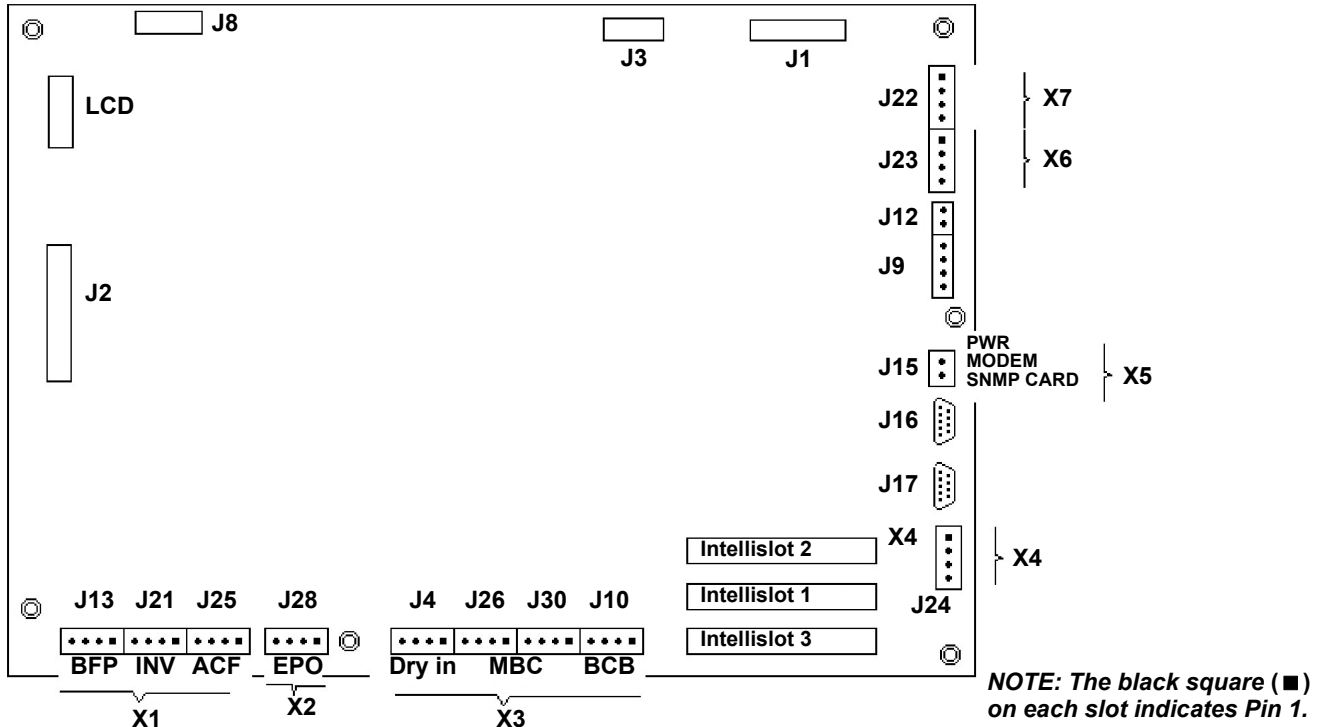 J8
J3
J1
LCD
J22
X7
J23
X6
J12
J9
J2
PWR
J15
MODEM
SNMP CARD
X5
J16
J17
X4
Intellislot 2
X4
Intellislot 1
J24
Intellislot 3
J13 J21 J25 J28 J4 J26 J30 J10
BFP INV ACF EPO Dry in MBC BCB
X1 X2 X3
NOTE: The black square (■)
on each slot indicates Pin 1.